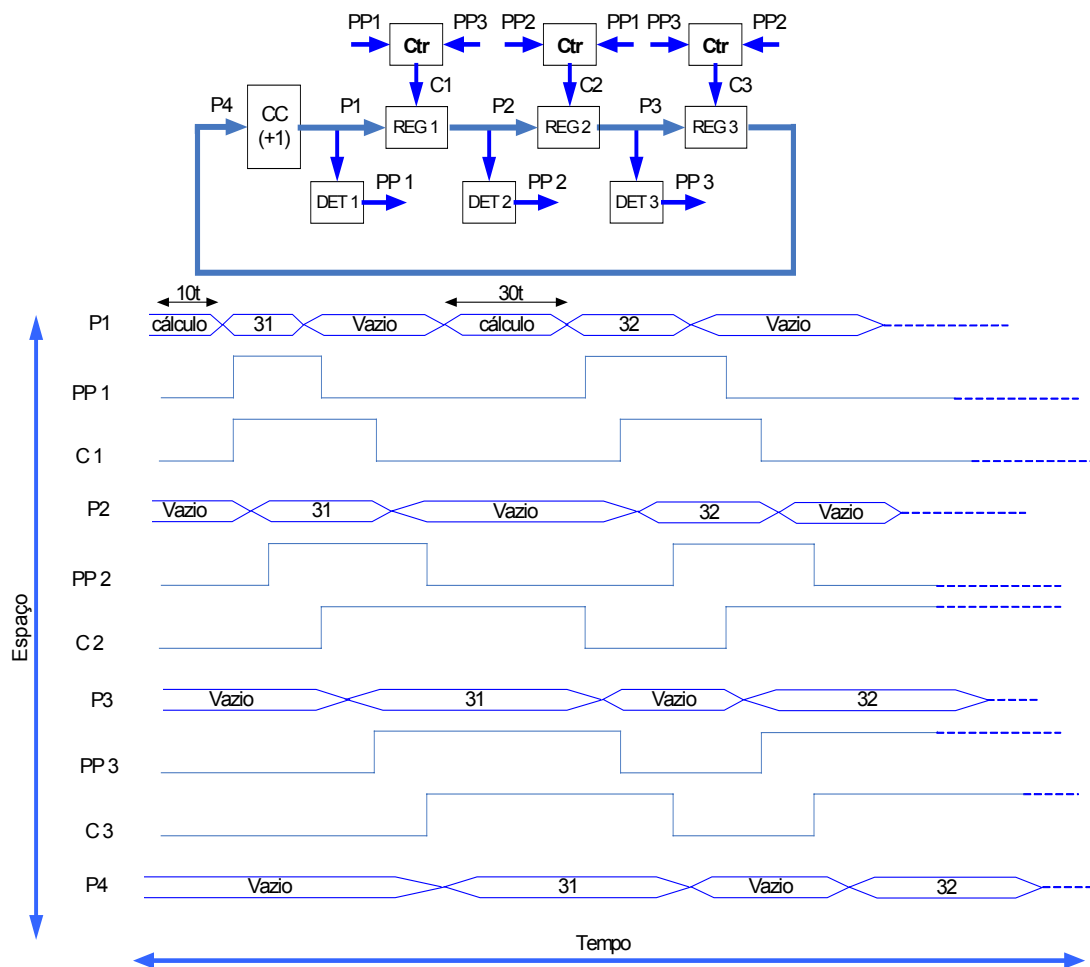 PP1 PP3 PP2 PP1 PP3 PP2
Ctr Ctr Ctr
C1 C2 C3
P4 CC (+1) P1 REG 1 P2 REG 2 P3 REG 3
DET 1 PP 1 DET 2 PP 2 DET 3 PP 3
10t 30t
P1 cálculo 31 Vazio cálculo 32 Vazio
PP 1
C 1
P2 Vazio 31 Vazio 32 Vazio
PP 2
C 2
Espaço
P3 Vazio 31 Vazio 32
PP 3
C 3
P4 Vazio 31 Vazio 32
Tempo